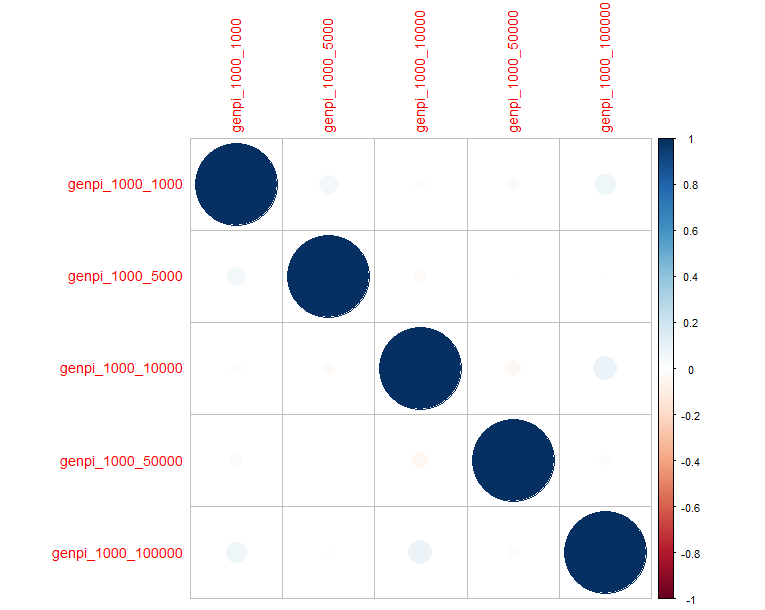 genpi_1000_1000
genpi_1000_5000
genpi_1000_10000
genpi_1000_50000
genpi_1000_100000
genpi_1000_1000
genpi_1000_5000
genpi_1000_10000
genpi_1000_50000
genpi_1000_100000
1
0.8
0.6
0.4
0.2
0
-0.2
-0.4
-0.6
-0.8
-1